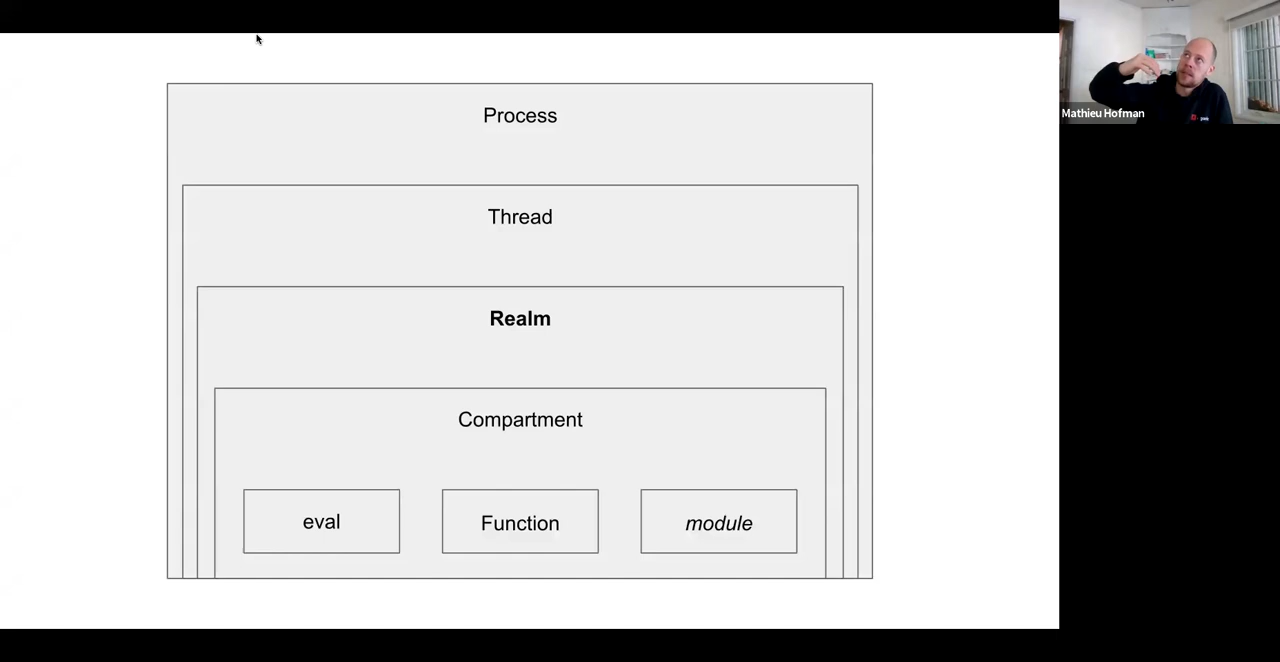 Process
Thread
Realm
Compartment
eval
Function
module
Mathieu Hofman